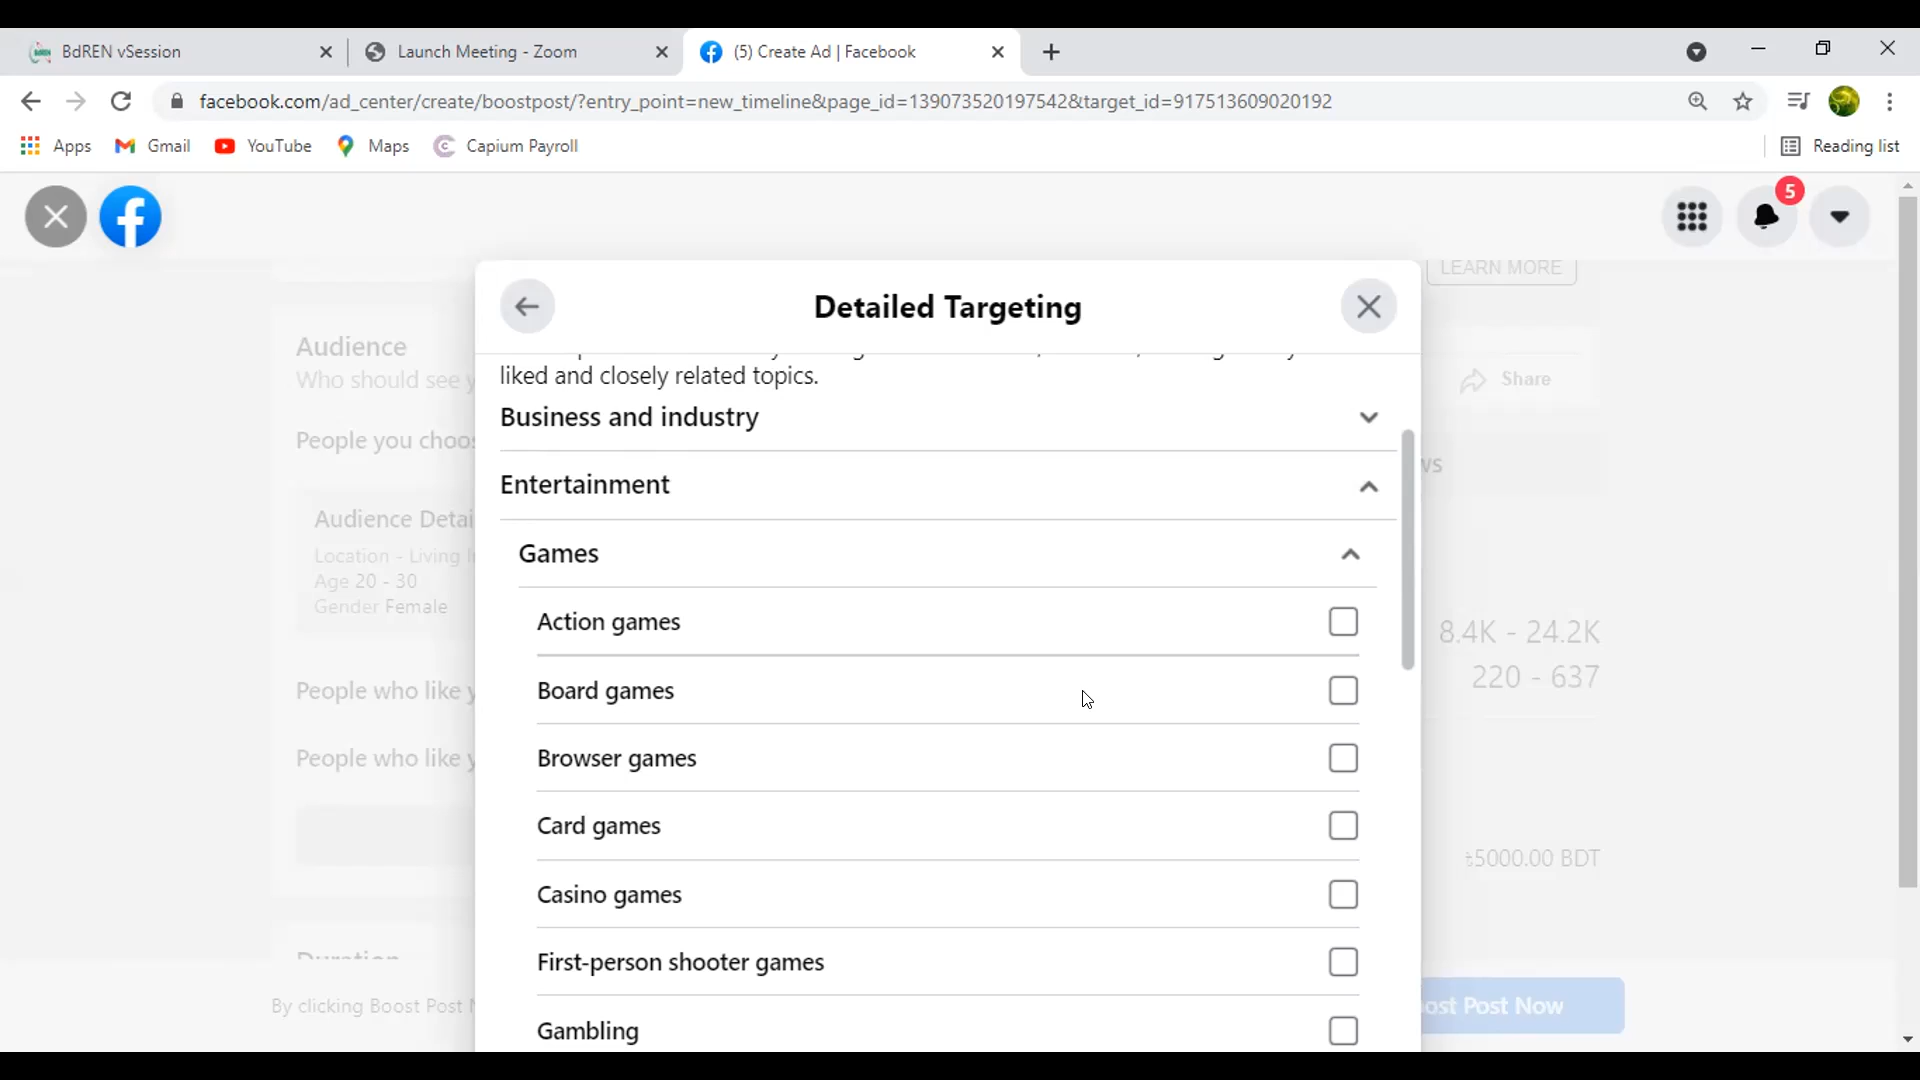 BdREN vSession
Launch Meeting - Zoom
(5) Create Ad | Facebook
facebook.com/ad_center/create/boostpost/?entry_point=new_timeline&page_id=139073520197542&target_id=917513609020192
Apps
Gmail
YouTube
Maps
Capium Payroll
Reading list
5
LEARN MORE
Detailed Targeting
Audience
Who should see
Share
liked and closely related topics.
Business and industry
People you
Entertainment
Audience
Location - Living
Age 20 - 30
Gender Female
Games
Action games
8.4K - 24.2K
220 - 637
People who like
Board games
People who like
Browser games
Card games
৳5000.00 BDT
Casino games
First-person shooter games
By clicking Boost Post
Post Now
Gambling